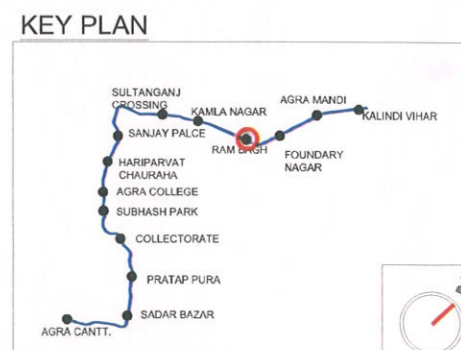 KEY PLAN
SULTANGANJ
CROSSING
KAMLA NAGAR
AGRA MANDI
KALINDI VIHAR
SANJAY PALCE
RAM BAGH
FOUNDARY
NAGAR
HARIPARVAT
CHAURAHA
AGRA COLLEGE
SUBHASH PARK
COLLECTORATE
PRATAP PURA
SADAR BAZAR
AGRA CANTT.